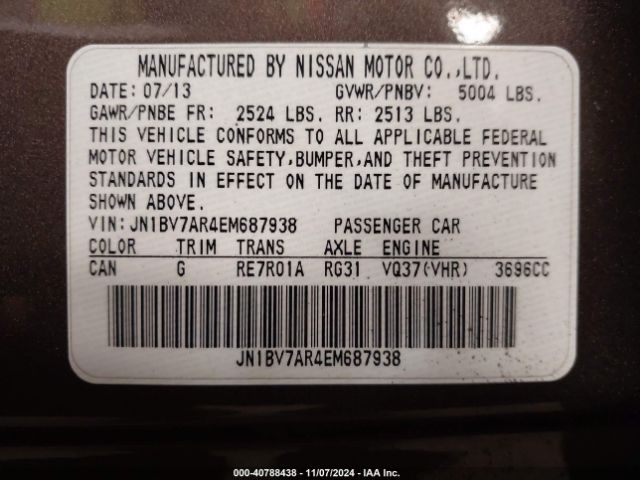 MANUFACTURED BY NISSAN MOTOR CO.,LTD.
DATE: 07/13 GVWR/PNBV: 5004 LBS.
GAWR/PNBE FR: 2524 LBS. RR: 2513 LBS.
THIS VEHICLE CONFORMS TO ALL APPLICABLE FEDERAL
MOTOR VEHICLE SAFETY,BUMPER,AND THEFT PREVENTION
STANDARDS IN EFFECT ON THE DATE OF MANUFACTURE
SHOWN ABOVE.
VIN:JN1BV7AR4EM687938 PASSENGER CAR
COLOR TRIM TRANS AXLE ENGINE
CAN G RE7R01A RG31 VQ37(VHR) 3696CC
JN1BV7AR4EM687938
000-40788438 - 11/07/2024 - IAA Inc.